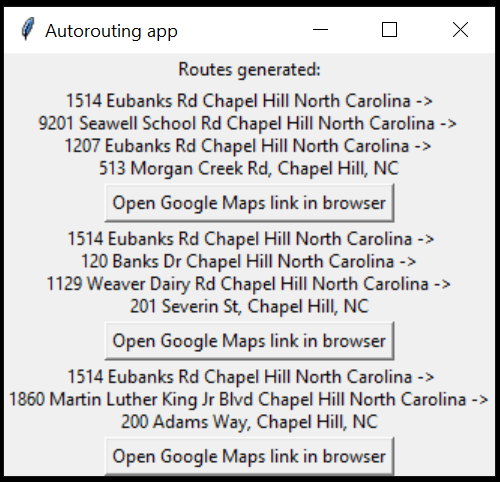 Autorouting app
Routes generated:
1514 Eubanks Rd Chapel Hill North Carolina ->
9201 Seawell School Rd Chapel Hill North Carolina ->
1207 Eubanks Rd Chapel Hill North Carolina ->
513 Morgan Creek Rd, Chapel Hill, NC
Open Google Maps link in browser
1514 Eubanks Rd Chapel Hill North Carolina ->
120 Banks Dr Chapel Hill North Carolina ->
1129 Weaver Dairy Rd Chapel Hill North Carolina ->
201 Severin St, Chapel Hill, NC
Open Google Maps link in browser
1514 Eubanks Rd Chapel Hill North Carolina ->
1860 Martin Luther King Jr Blvd Chapel Hill North Carolina ->
200 Adams Way, Chapel Hill, NC
Open Google Maps link in browser